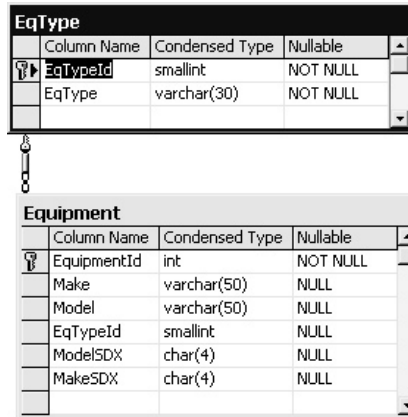 EqType
Column Name Condensed Type Nullable
EqTypeId smallint NOT NULL
EqType varchar(30) NOT NULL
Equipment
Column Name Condensed Type Nullable
EquipmentId int NOT NULL
Make varchar(50) NULL
Model varchar(50) NULL
EqTypeId smallint NULL
ModelSDX char(4) NULL
MakeSDX char(4) NULL